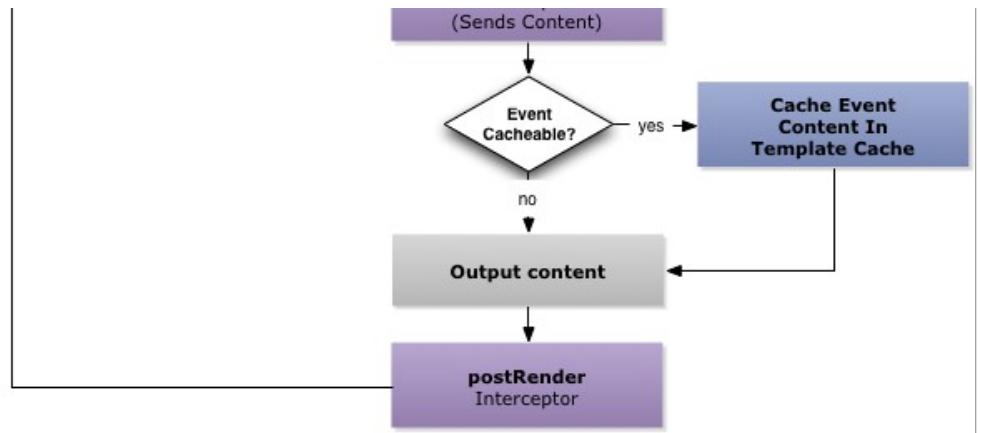 (Sends Content)
Event
Cacheable?
yes
Cache Event
Content In
Template Cache
no
Output content
postRender
Interceptor